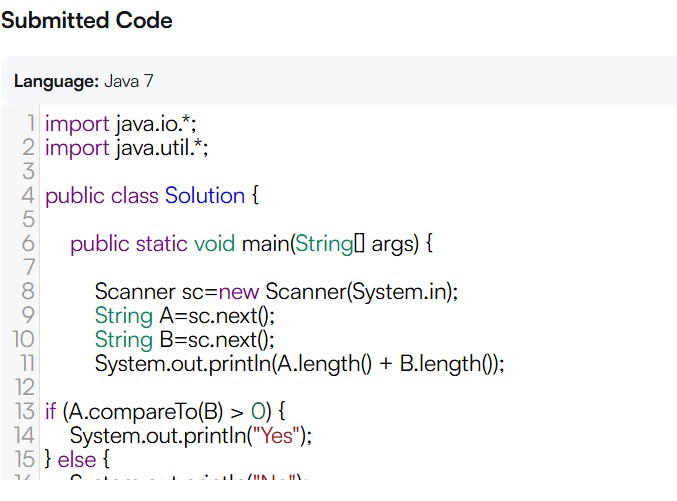 Submitted Code
Language: Java 7
1 import java.io.*;
2 import java.util.*;
3
4 public class Solution {
5
6 public static void main(String[] args) {
7
8 Scanner sc=new Scanner(System.in);
9 String A=sc.next();
10 String B=sc.next();
11 System.out.println(A.length() + B.length());
12
13 if (A.compareTo(B) > 0) {
14 System.out.println("Yes");
15 } else {